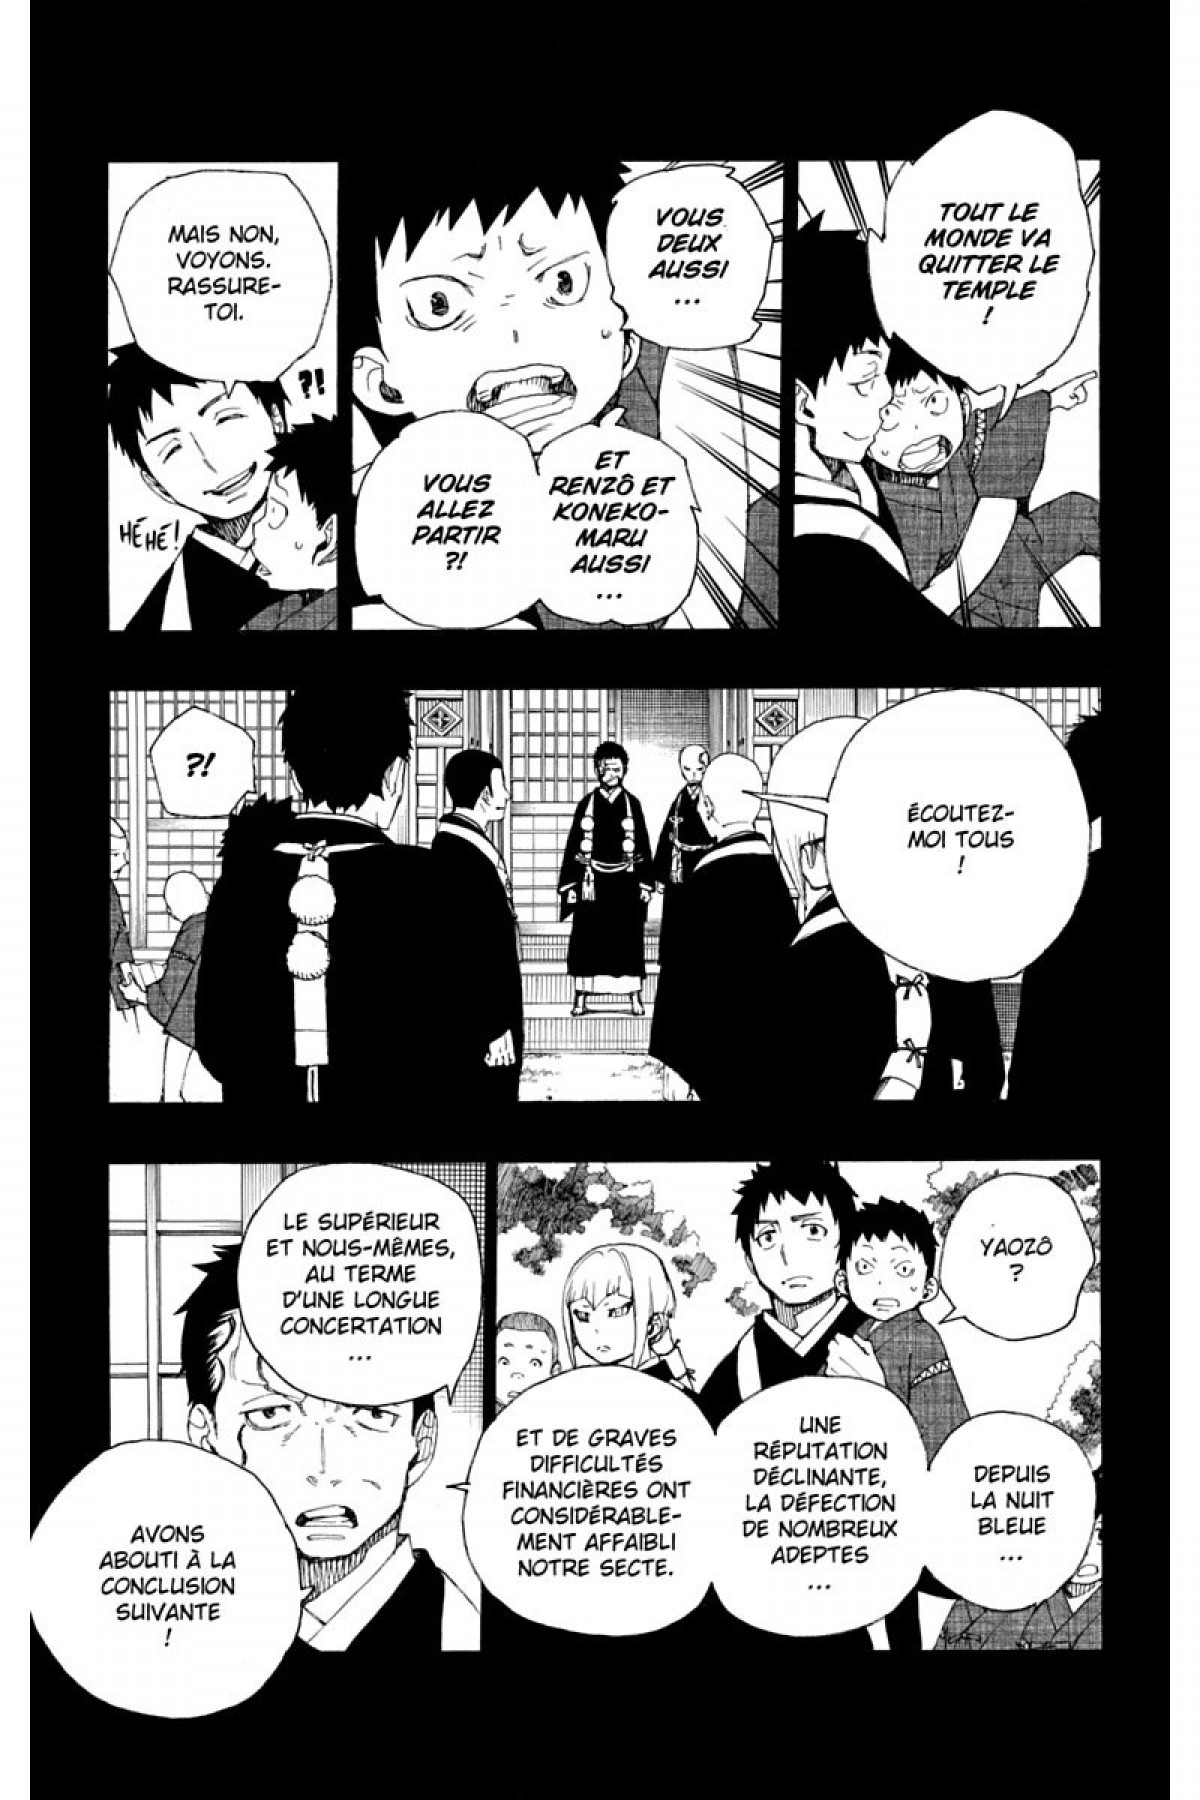 TOUT LE
MONDE VA
QUITTER LE
TEMPLE
!
VOUS
DEUX
AUSSI
...
ET
RENZÔ ET
KONEKO-
MARU
AUSSI
...
VOUS
ALLEZ
PARTIR
?!
MAIS NON,
VOYONS.
RASSURE-
TOI.
?!
HÉ HÉ!
ÉCOUTEZ-
MOI TOUS
!
?!
YAOZÔ
?
DEPUIS
LA NUIT
BLEUE
...
UNE
RÉPUTATION
DÉCLINANTE,
LA DÉFECTION
DE NOMBREUX
ADEPTES
...
ET DE GRAVES
DIFFICULTÉS
FINANCIÈRES ONT
CONSIDÉRABLE-
MENT AFFAIBLI
NOTRE SECTE.
LE SUPÉRIEUR
ET NOUS-MÊMES,
AU TERME
D'UNE LONGUE
CONCERTATION
...
AVONS
ABOUTI À LA
CONCLUSION
SUIVANTE
!